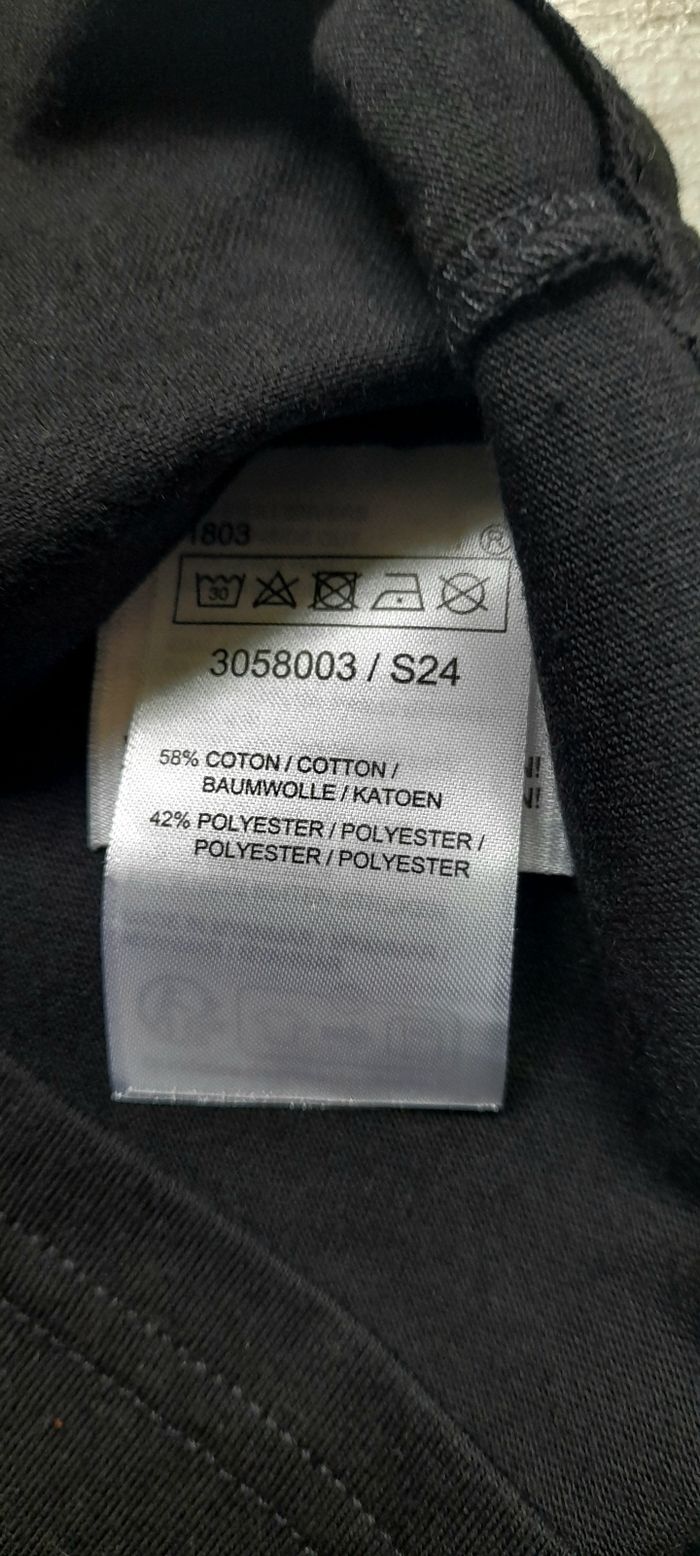 1803
®
30
3058003 / S24
58% COTON / COTTON /
BAUMWOLLE / KATOEN
42% POLYESTER / POLYESTER /
POLYESTER / POLYESTER
N!
N!